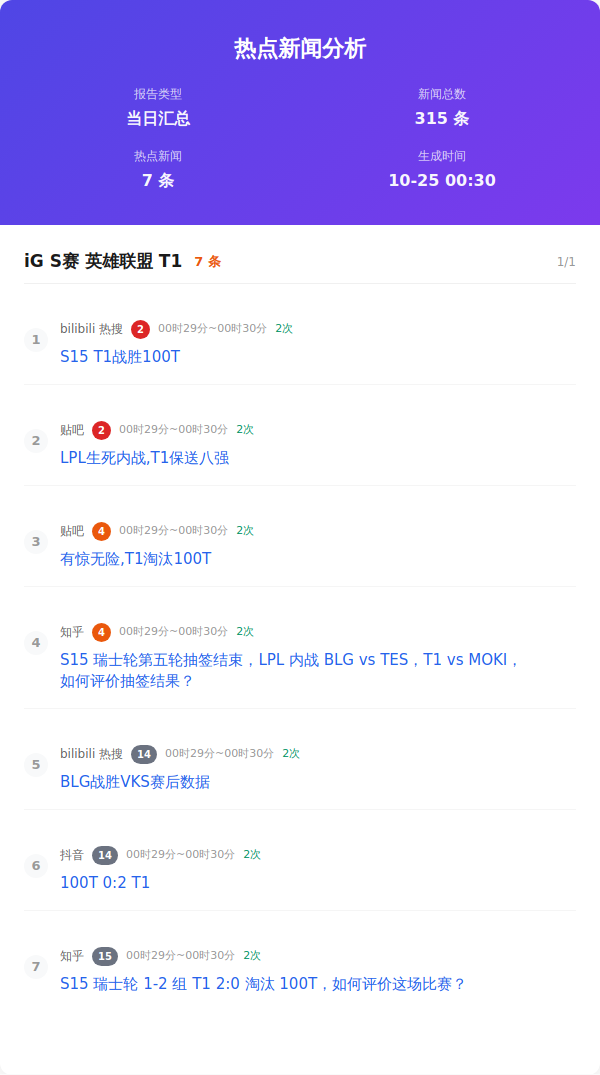 热点新闻分析
报告类型
当日汇总
新闻总数
315 条
热点新闻
7 条
生成时间
10-25 00:30
iG S赛 英雄联盟 T1 7 条 1/1
1
bilibili 热搜 2 00时29分~00时30分 2次
S15 T1战胜100T
2
贴吧 2 00时29分~00时30分 2次
LPL生死内战,T1保送八强
3
贴吧 4 00时29分~00时30分 2次
有惊无险,T1淘汰100T
4
知乎 4 00时29分~00时30分 2次
S15 瑞士轮第五轮抽签结束，LPL 内战 BLG vs TES，T1 vs MOKI，
如何评价抽签结果？
5
bilibili 热搜 14 00时29分~00时30分 2次
BLG战胜VKS赛后数据
6
抖音 14 00时29分~00时30分 2次
100T 0:2 T1
7
知乎 15 00时29分~00时30分 2次
S15 瑞士轮 1-2 组 T1 2:0 淘汰 100T，如何评价这场比赛？